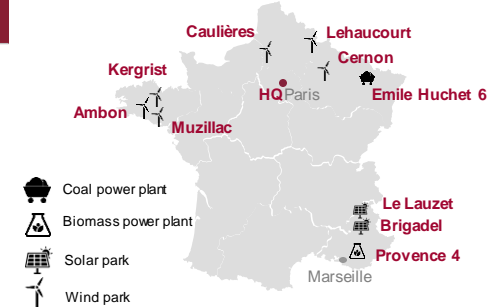 Caulières
Lehaucourt
Cernon
Kergrist
HQ Paris
Emile Huchet 6
Ambon
Muzillac
Coal power plant
Biomass power plant
Solar park
Wind park
Le Lauzet
Brigadel
Provence 4
Marseille